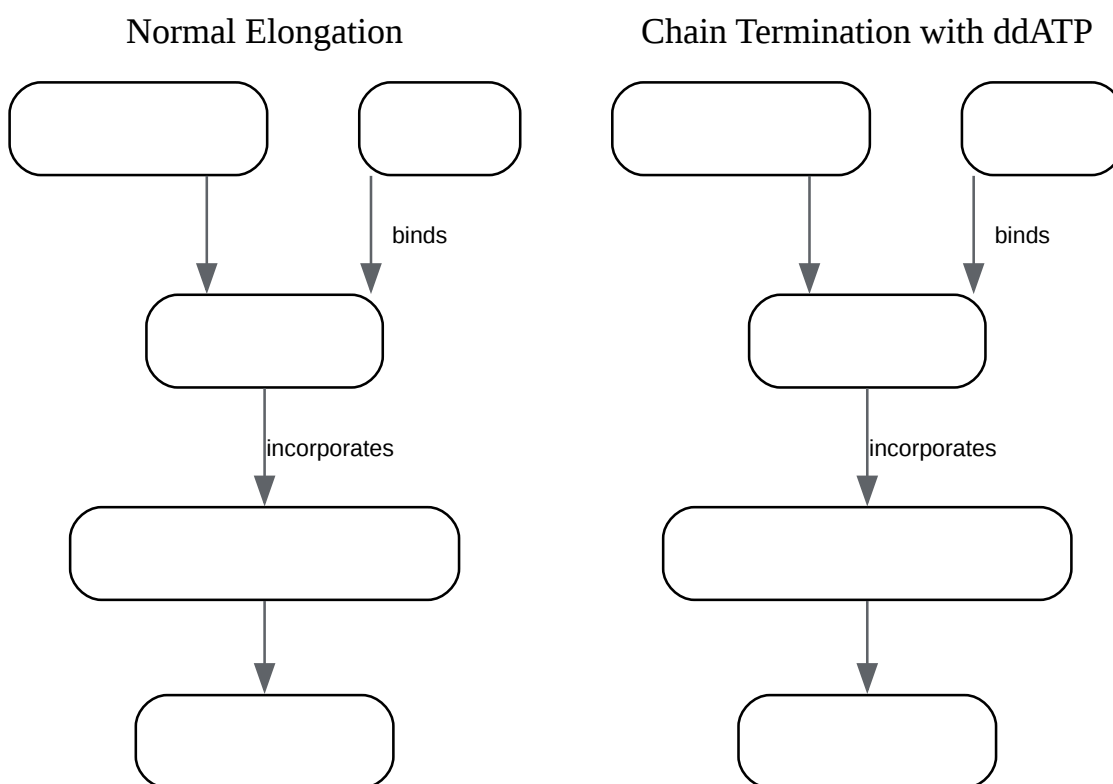 Normal Elongation
Chain Termination with ddATP
binds
binds
incorporates
incorporates